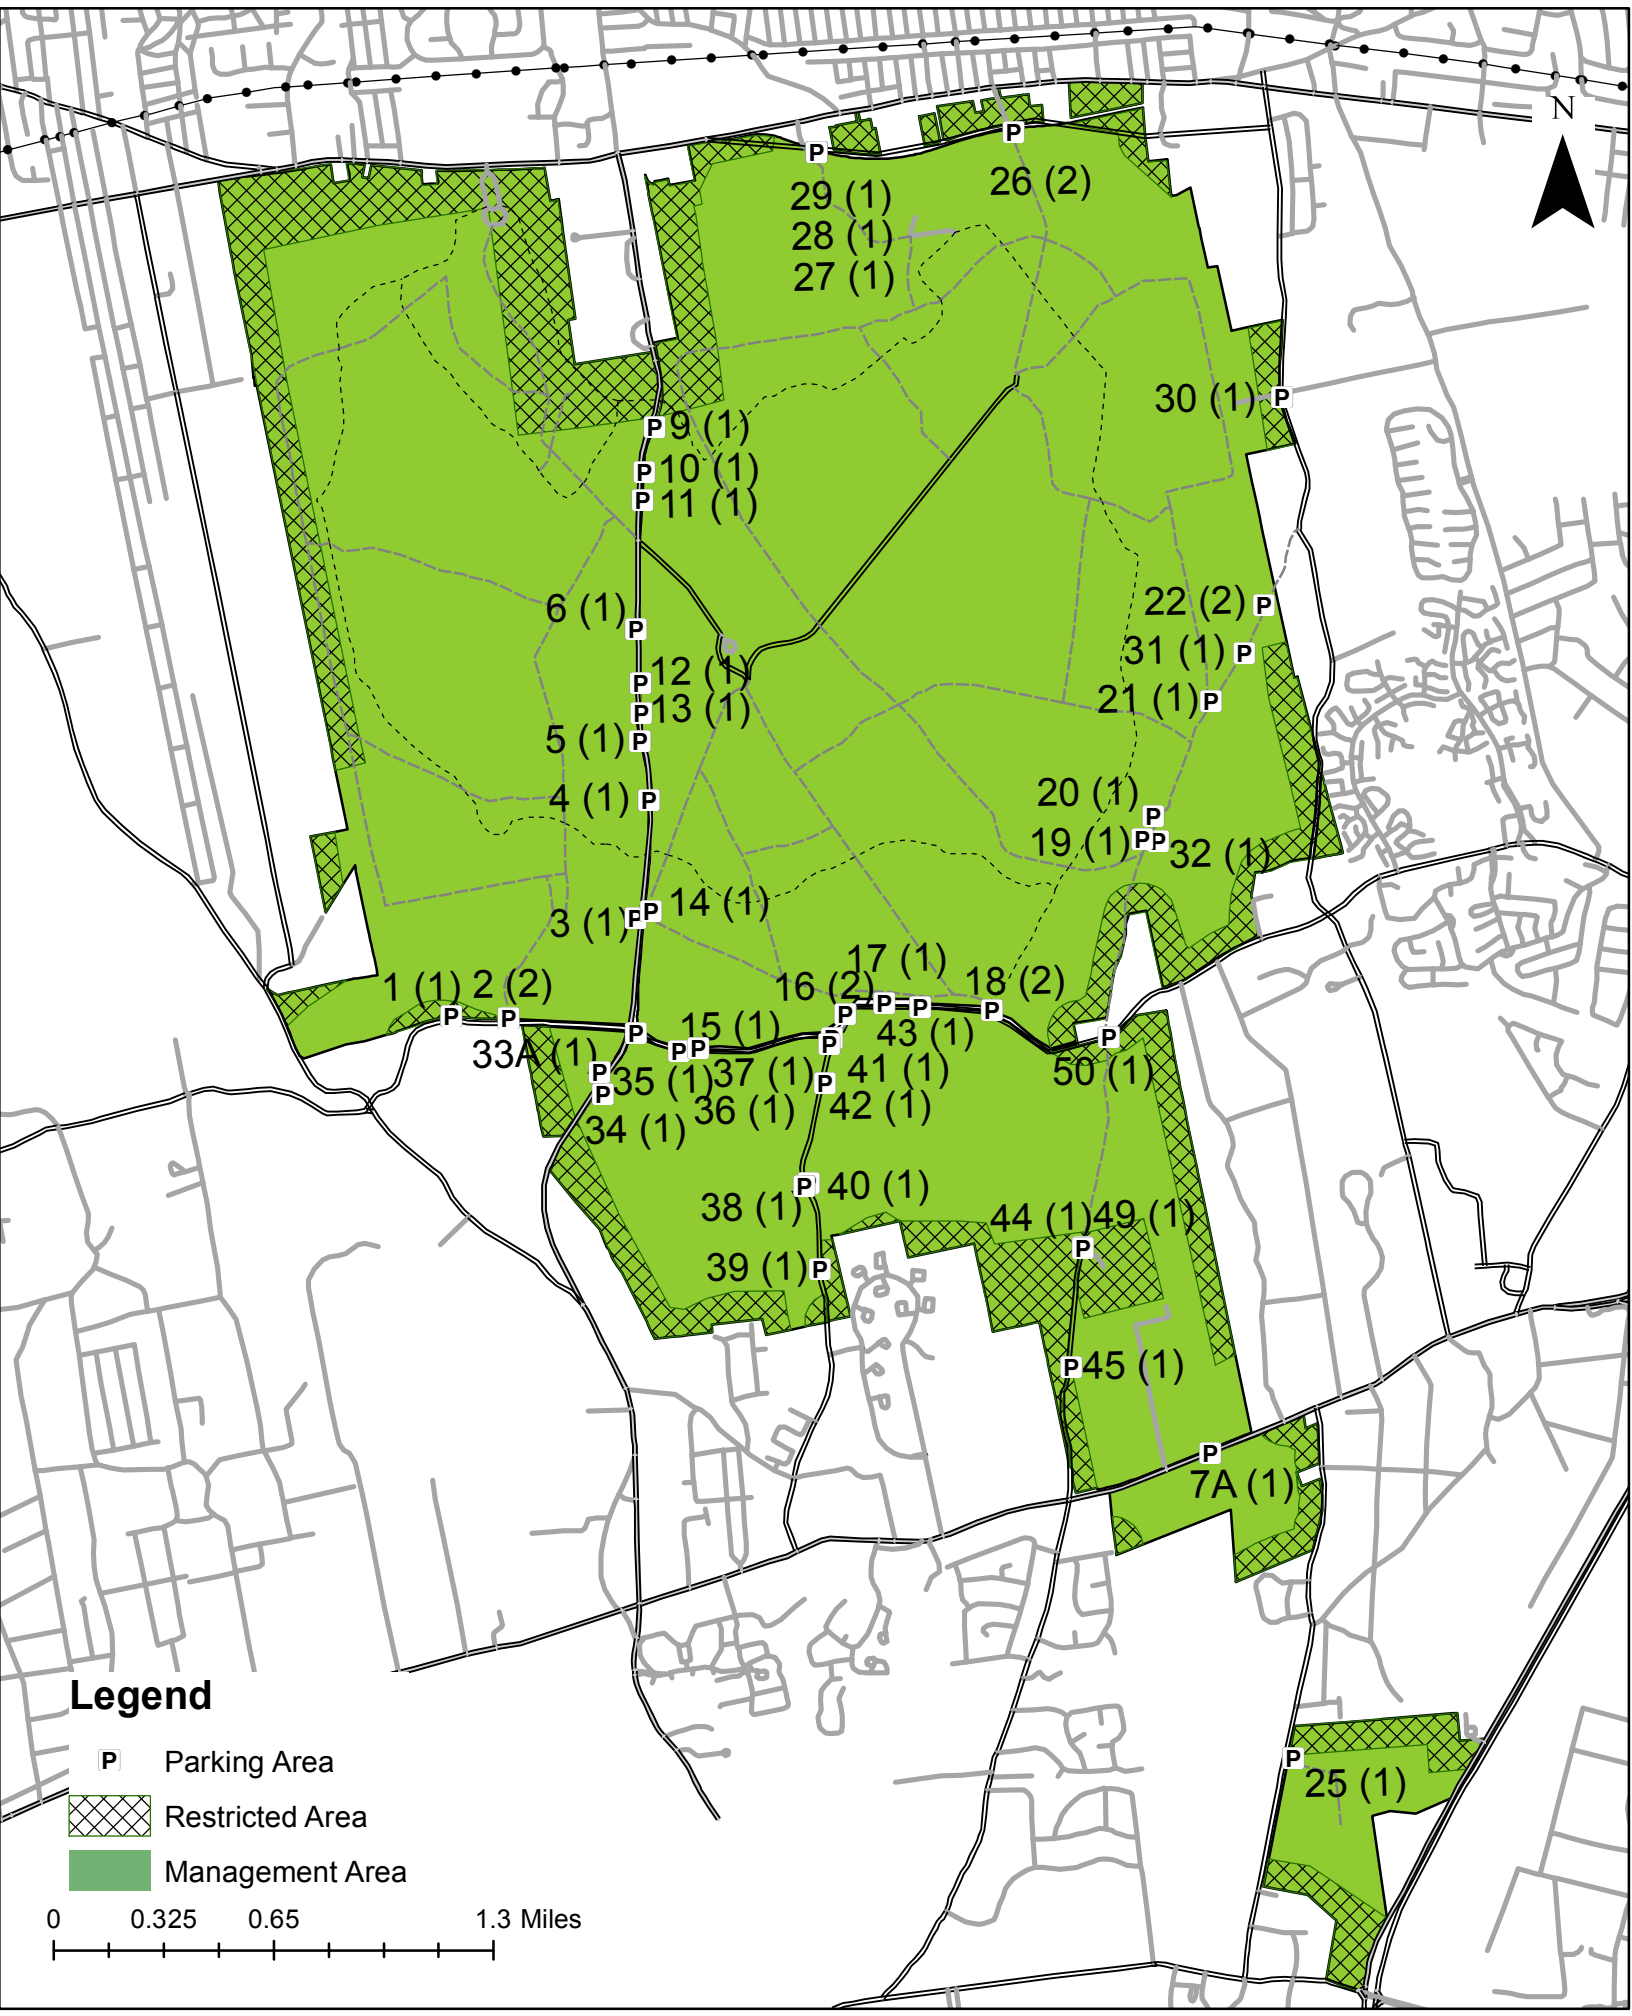 N
P
P
26 (2)
29 (1)
28 (1)
27 (1)
30 (1) P
P 9 (1)
P 10 (1)
P 11 (1)
22 (2) P
6 (1) P
31 (1) P
P 12 (1)
21 (1) P
P 13 (1)
5 (1) P
4 (1) P
20 (1)
P
19 (1) P P 32 (1)
3 (1) P P 14 (1)
17 (1)
1 (1) 2 (2)
16 (2)
18 (2)
P P P P P P P
15 (1)
43 (1)
P P P P P
33A (1)
P 35 (1) 37 (1) 41 (1) 50 (1)
P 36 (1) P 42 (1)
34 (1)
P 40 (1)
38 (1)
44 (1) 49 (1)
P
39 (1) P
P 45 (1)
P
7A (1)
P
25 (1)
Legend
P Parking Area
Restricted Area
Management Area
0 0.325 0.65 1.3 Miles